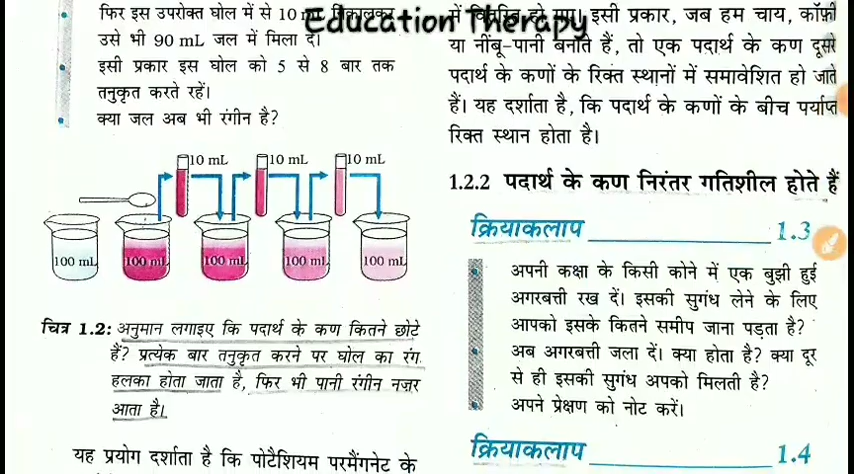 Education Therapy
फिर इस उपरोक्त घोल में से 10
उसे भी 90 mL जल में मिला दें।
इसी प्रकार इस घोल को 5 से 8 बार तक
तनुकृत करते रहें।
क्या जल अब भी रंगीन है?
10 mL 10 mL 10 mL
100 mL 100 mL 100 mL 100 mL 100 mL
चित्र 1.2: अनुमान लगाइए कि पदार्थ के कण कितने छोटे
हैं? प्रत्येक बार तनुकृत करने पर घोल का रंग
हलका होता जाता है, फिर भी पानी रंगीन नज़र
आता है।
यह प्रयोग दर्शाता है कि पोटैशियम परमैंगनेट के
इसी प्रकार, जब हम चाय, कॉफ़ी
या नींबू-पानी बनाते हैं, तो एक पदार्थ के कण दूसरे
पदार्थ के कणों के रिक्त स्थानों में समावेशित हो जाते
हैं। यह दर्शाता है, कि पदार्थ के कणों के बीच पर्याप्त
रिक्त स्थान होता है।
1.2.2 पदार्थ के कण निरंतर गतिशील होते हैं
क्रियाकलाप 1.3
अपनी कक्षा के किसी कोने में एक बुझी हुई
अगरबत्ती रख दें। इसकी सुगंध लेने के लिए
आपको इसके कितने समीप जाना पड़ता है?
अब अगरबत्ती जला दें। क्या होता है? क्या दूर
से ही इसकी सुगंध अपको मिलती है?
अपने प्रेक्षण को नोट करें।
क्रियाकलाप 1.4